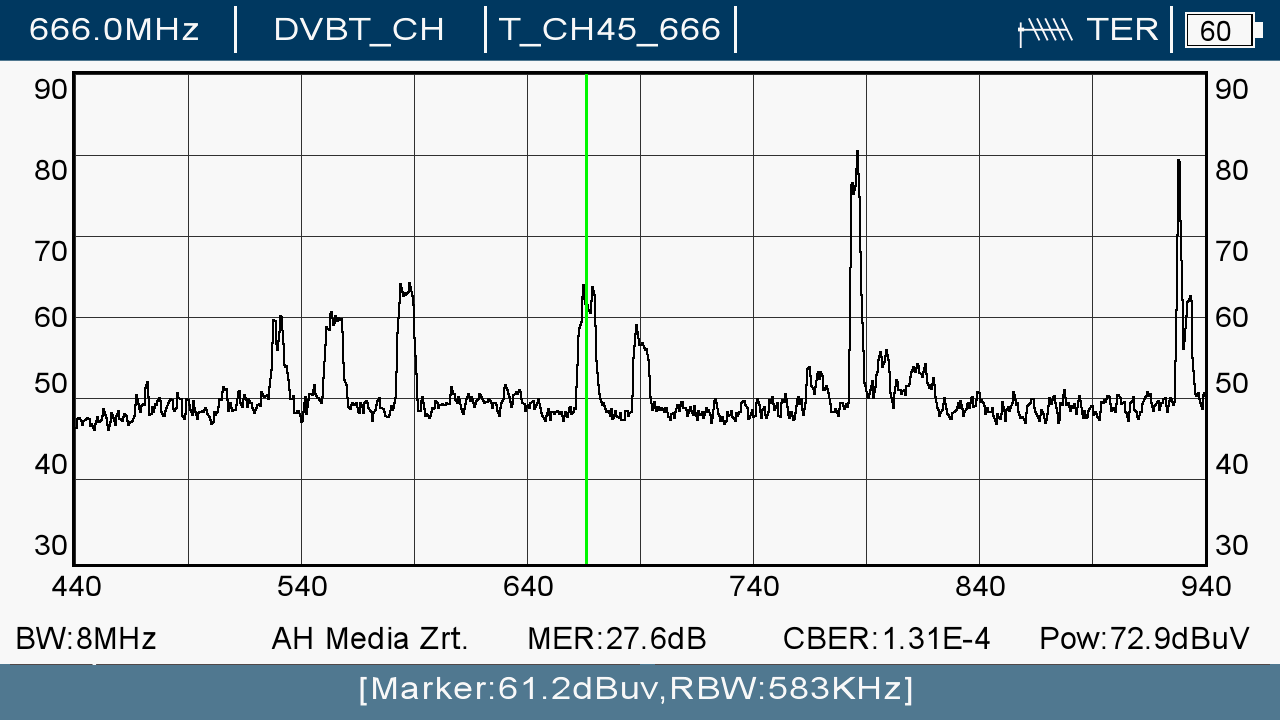 666.0MHz DVBT_CH T_CH45_666 TER 60
90 90
80 80
70 70
60 60
50 50
40 40
30 30
440 540 640 740 840 940
BW:8MHz AH Media Zrt. MER:27.6dB CBER:1.31E-4 Pow:72.9dBuV
[Marker:61.2dBuv,RBW:583KHz]